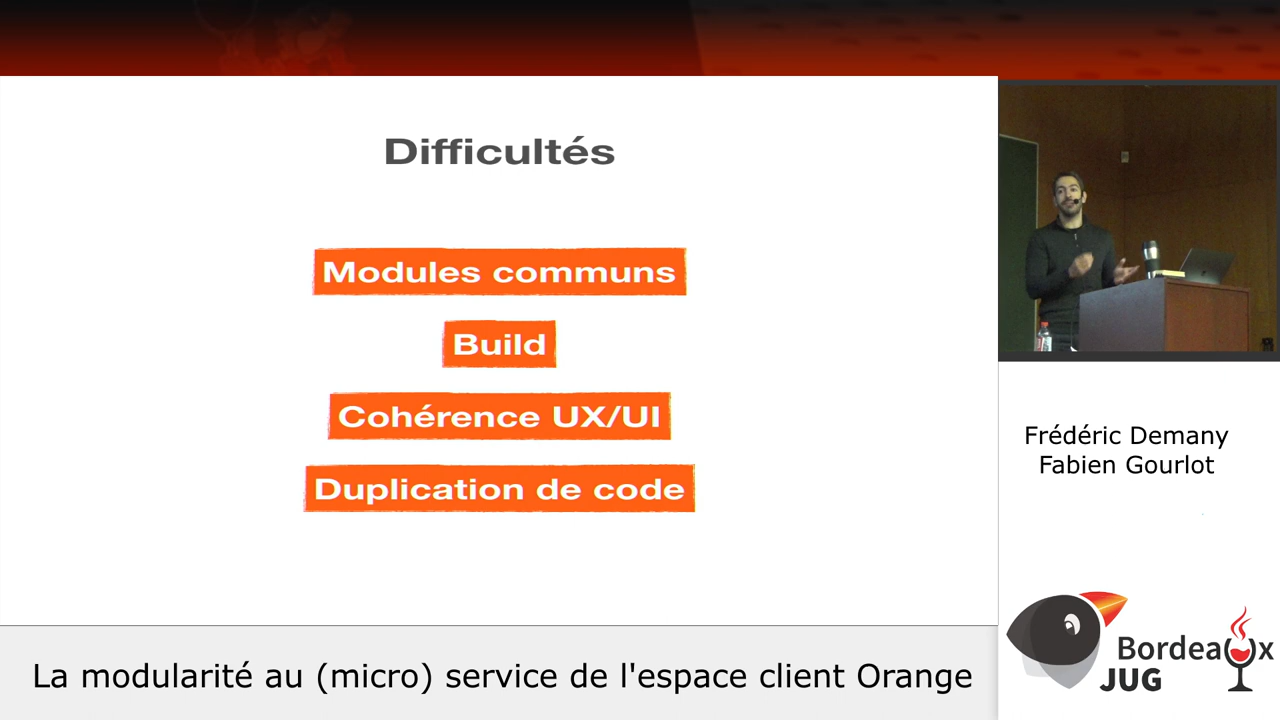 Difficultés
Modules communs
Build
Cohérence UX/UI
Duplication de code
Frédéric Demany
Fabien Gourlot
Bordeaux
JUG
La modularité au (micro) service de l'espace client Orange